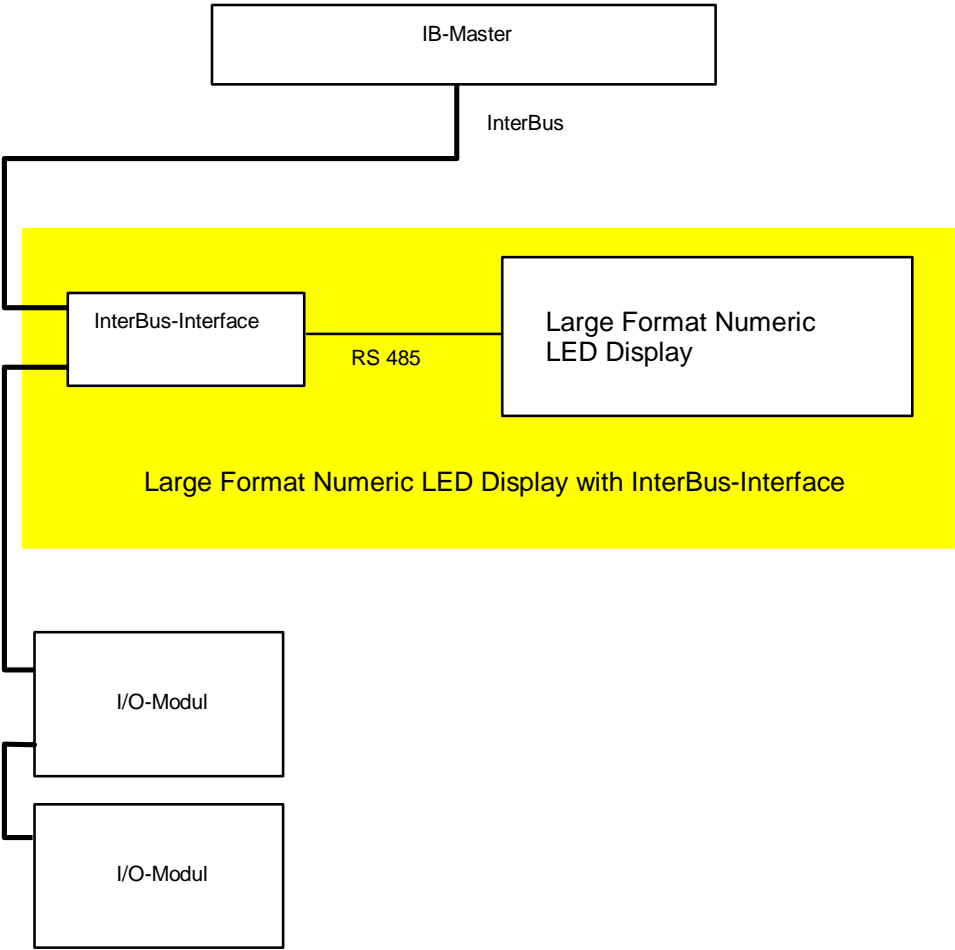 IB-Master
InterBus
InterBus-Interface
RS 485
Large Format Numeric
LED Display
Large Format Numeric LED Display with InterBus-Interface
I/O-Modul
I/O-Modul